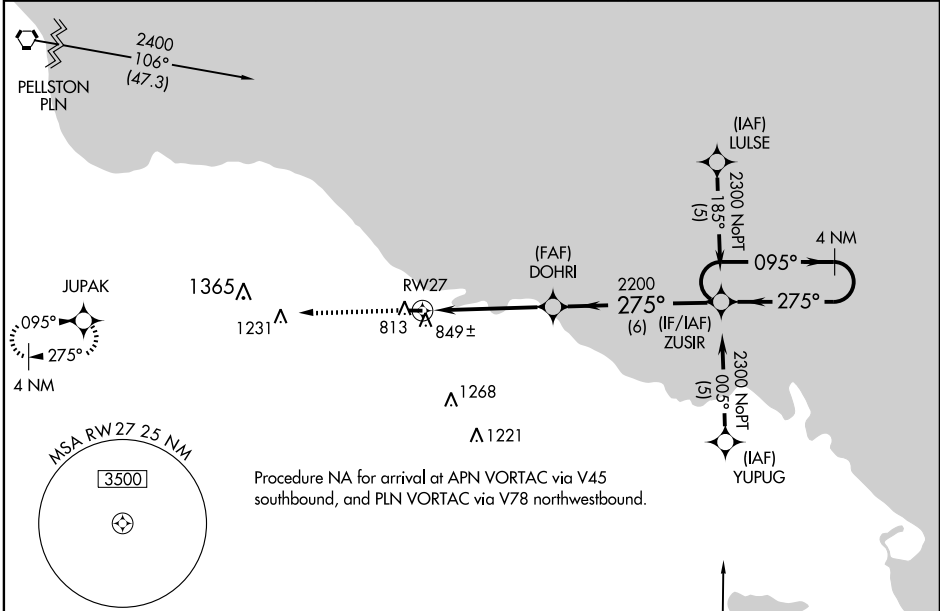 2400
106°
(47.3)
PELLSTON
PLN
(IAF)
LULSE
2300 NoPT
185°
(5)
4 NM
095°
275°
(FAF)
DOHRI
2200
275°
(6)
(IF/IAF)
ZUSIR
JUPAK
095°
275°
4 NM
1365
1231
RW27
813
849±
1268
1221
2300 NoPT
005°
(5)
(IAF)
YUPUG
MSA RW27 25 NM
3500
Procedure NA for arrival at APN VORTAC via V45
southbound, and PLN VORTAC via V78 northwestbound.